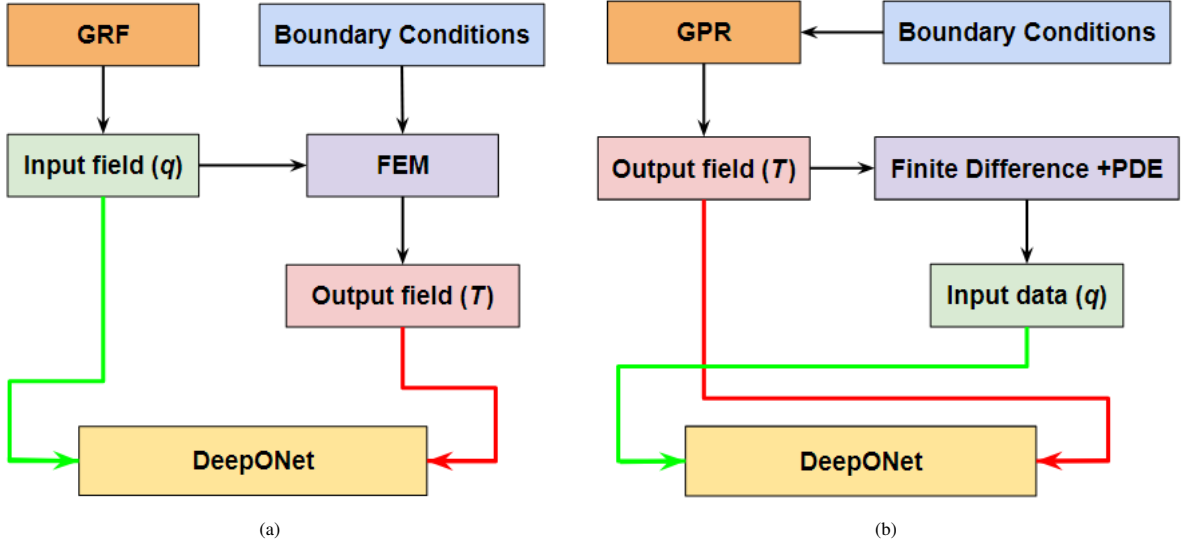 GRF
Boundary Conditions
Input field (q)
FEM
Output field (T)
DeepONet
(a)
GPR
Boundary Conditions
Output field (T)
Finite Difference +PDE
Input data (q)
DeepONet
(b)